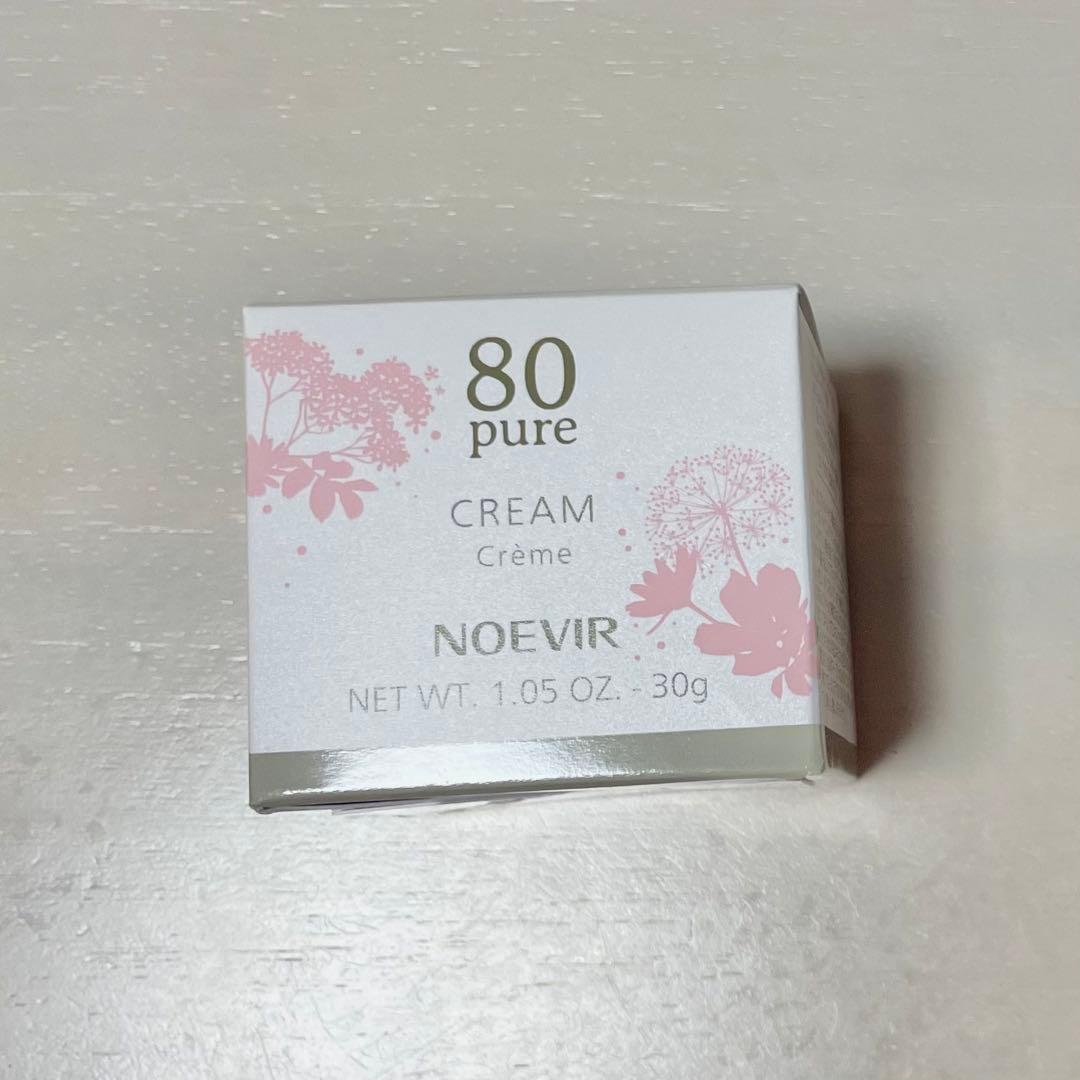 80
pure
CREAM
Crème
NOEVIR
NET WT. 1.05 OZ. - 30g